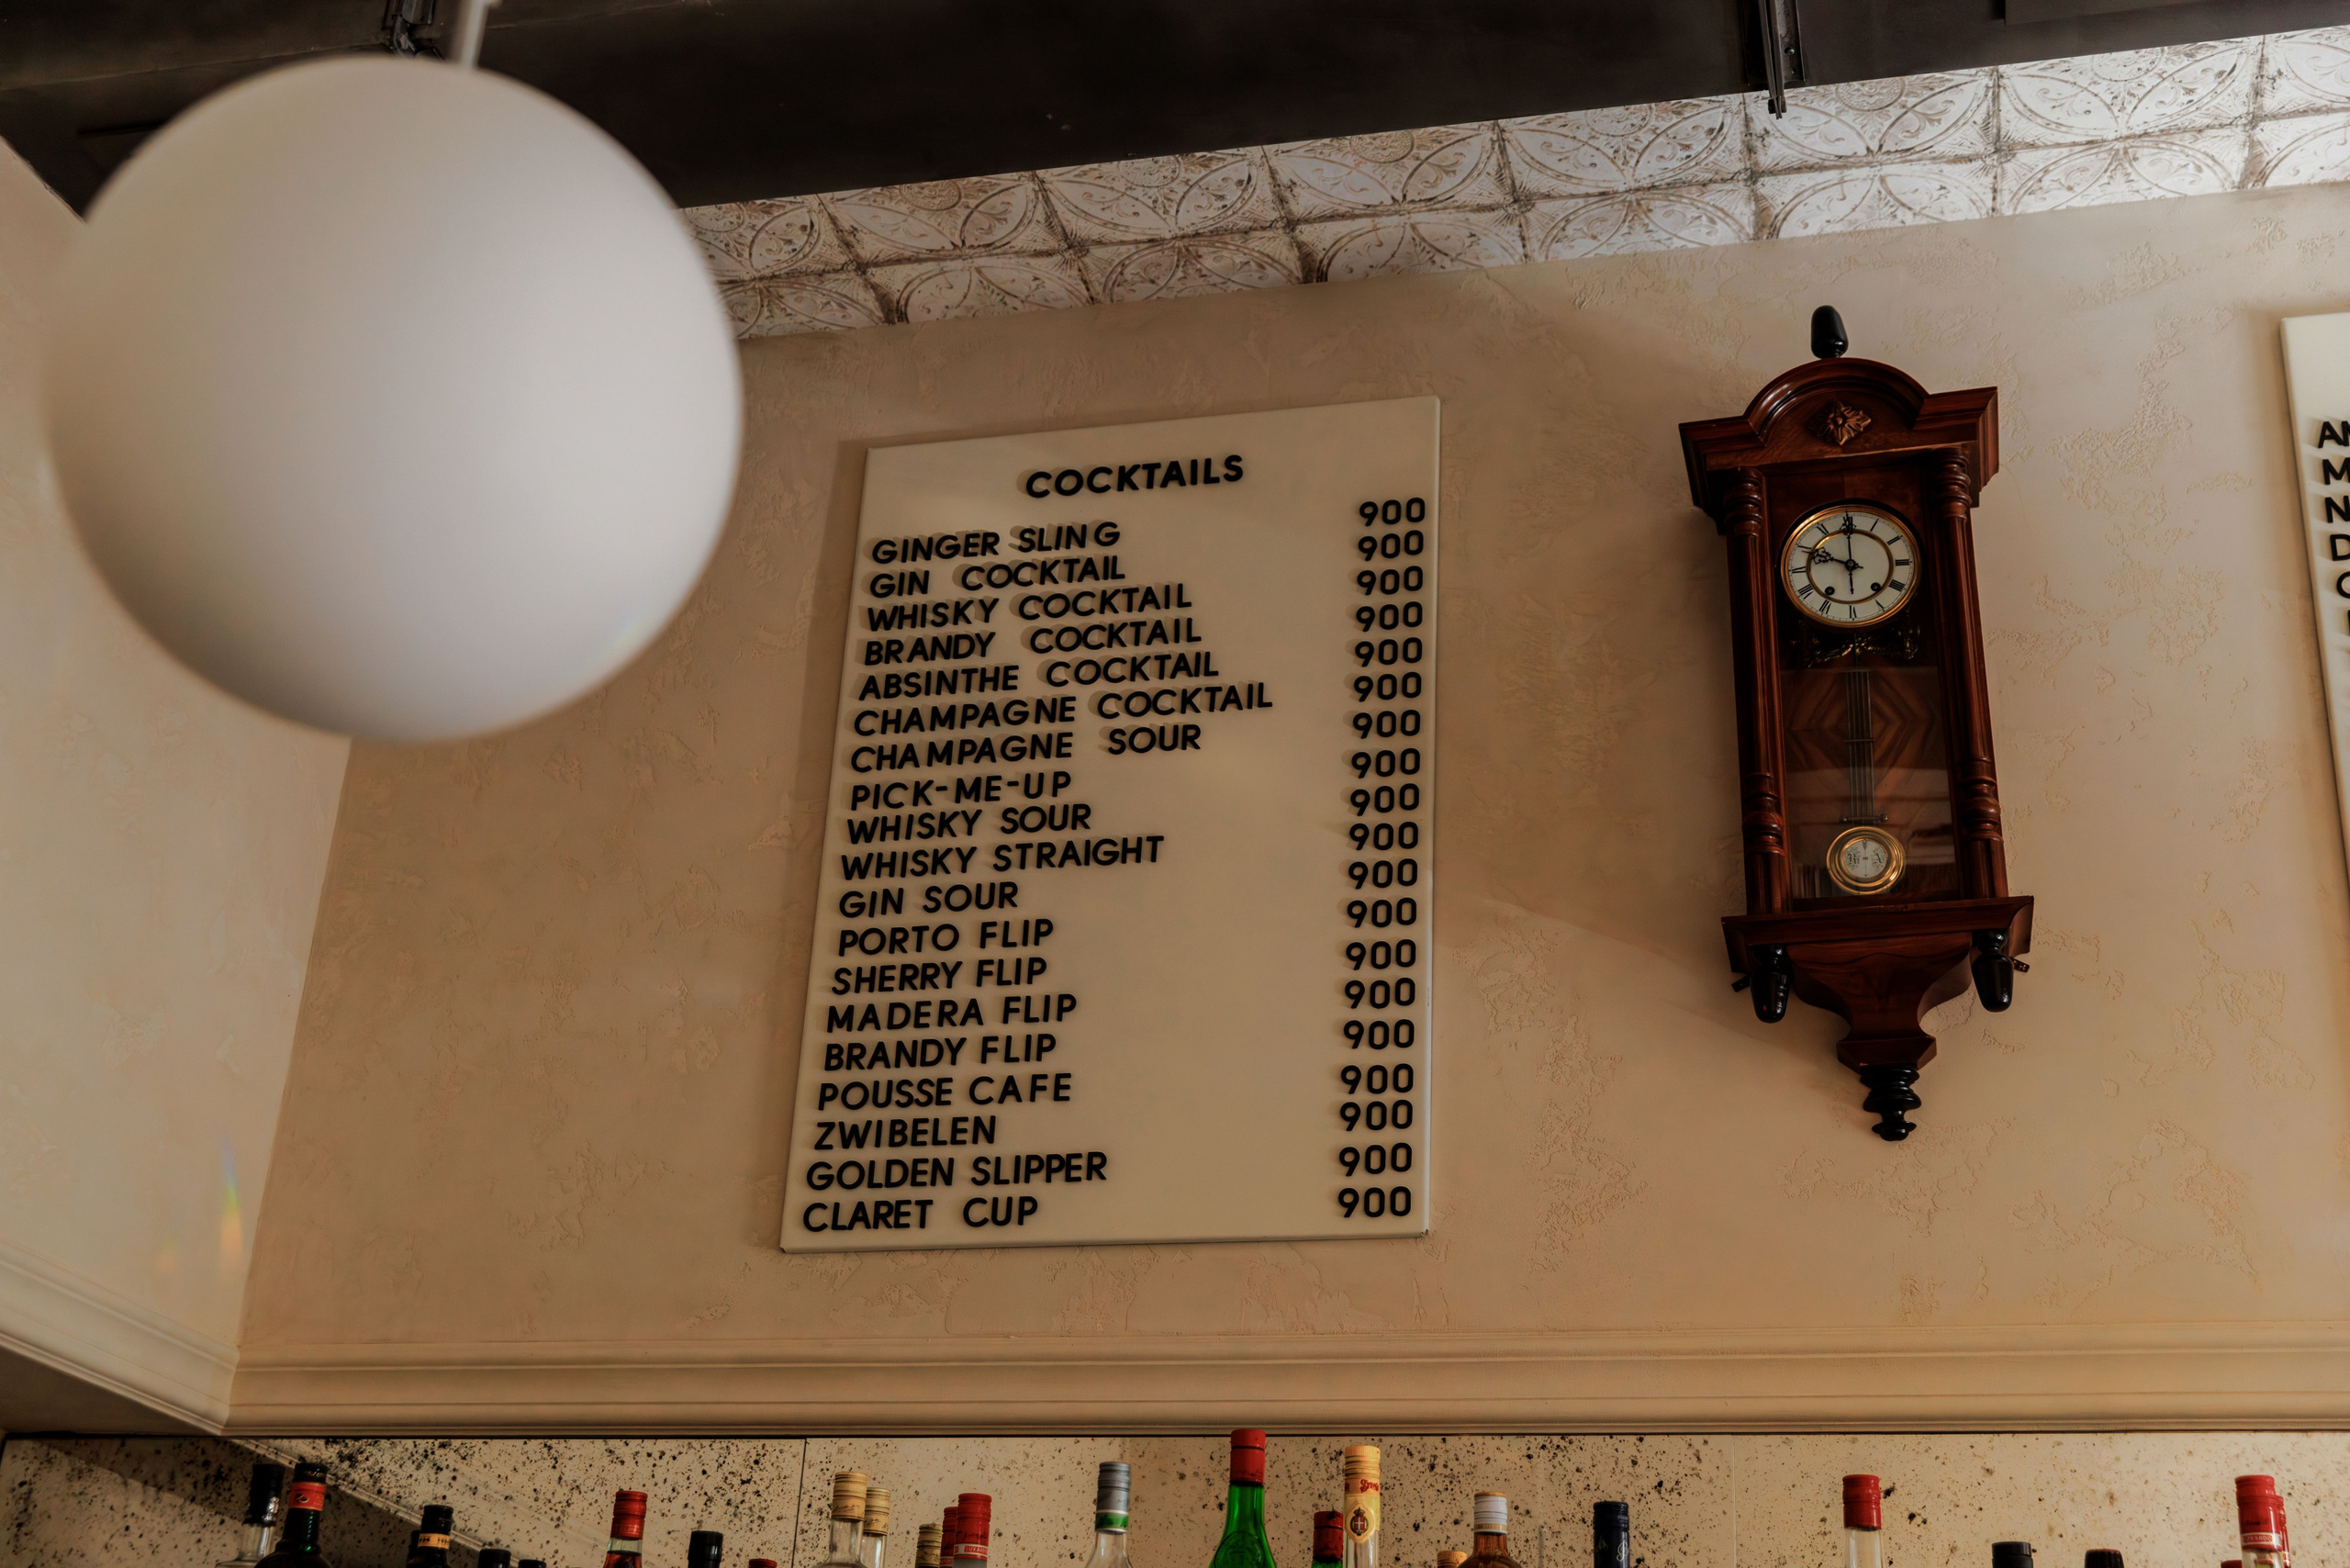 COCKTAILS
GINGER SLING 900
GIN COCKTAIL 900
WHISKY COCKTAIL 900
BRANDY COCKTAIL 900
ABSINTHE COCKTAIL 900
CHAMPAGNE COCKTAIL 900
CHAMPAGNE SOUR 900
PICK-ME-UP 900
WHISKY SOUR 900
WHISKY STRAIGHT 900
GIN SOUR 900
PORTO FLIP 900
SHERRY FLIP 900
MADERA FLIP 900
BRANDY FLIP 900
POUSSE CAFE 900
ZWIBELEN 900
GOLDEN SLIPPER 900
CLARET CUP 900